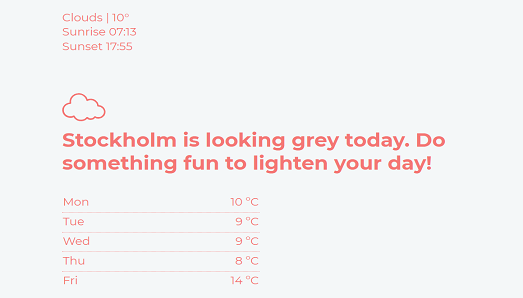 Clouds | 10°
Sunrise 07:13
Sunset 17:55
Stockholm is looking grey today. Do
something fun to lighten your day!
Mon 10 °C
Tue 9 °C
Wed 9 °C
Thu 8 °C
Fri 14 °C